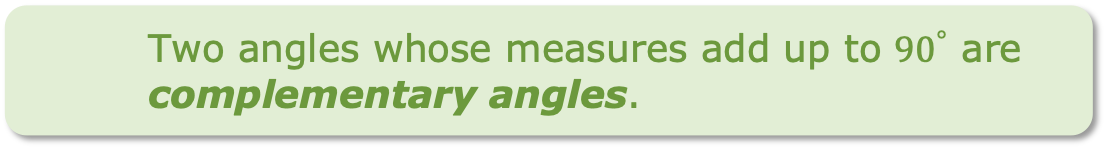 Two angles whose measures add up to 90° are
complementary angles.